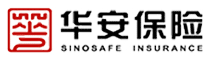 华安保险
SINOSAFE INSURANCE